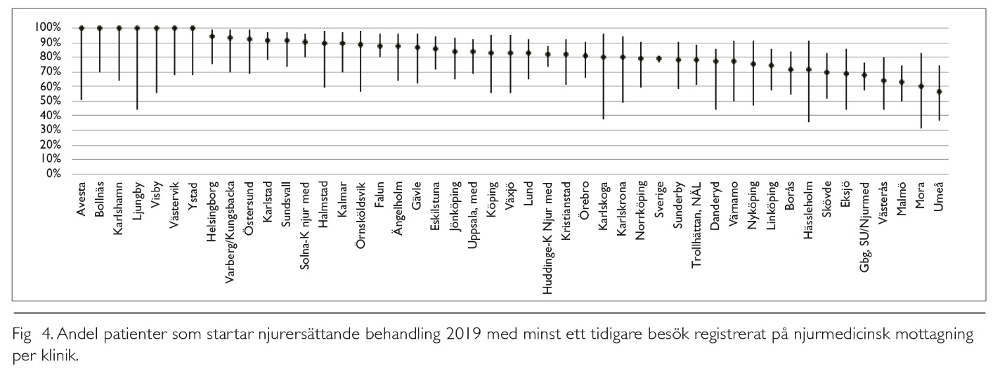 100%
90%
80%
70%
60%
50%
40%
30%
20%
10%
0%
Avesta
Bollnäs
Karlshamn
Ljungby
Visby
Västervik
Ystad
Helsingborg
Varberg/Kungsbacka
Östersund
Karlstad
Sundsvall
Solna-K njur med
Halmstad
Kalmar
Örnsköldsvik
Falun
Ängelholm
Gävle
Eskilstuna
Jönköping
Uppsala, med
Köping
Växjö
Lund
Huddinge-K Njur med
Kristianstad
Örebro
Karlskoga
Karlskrona
Norrköping
Sverige
Sunderby
Trollhättan, NÄL
Danderyd
Värnamo
Nyköping
Linköping
Borås
Hässleholm
Skövde
Eksjö
Gbg, SU/Njurmed
Västerås
Malmö
Mora
Umeå
Fig 4. Andel patienter som startar njurersättande behandling 2019 med minst ett tidigare besök registrerat på njurmedicinsk mottagning
per klinik.